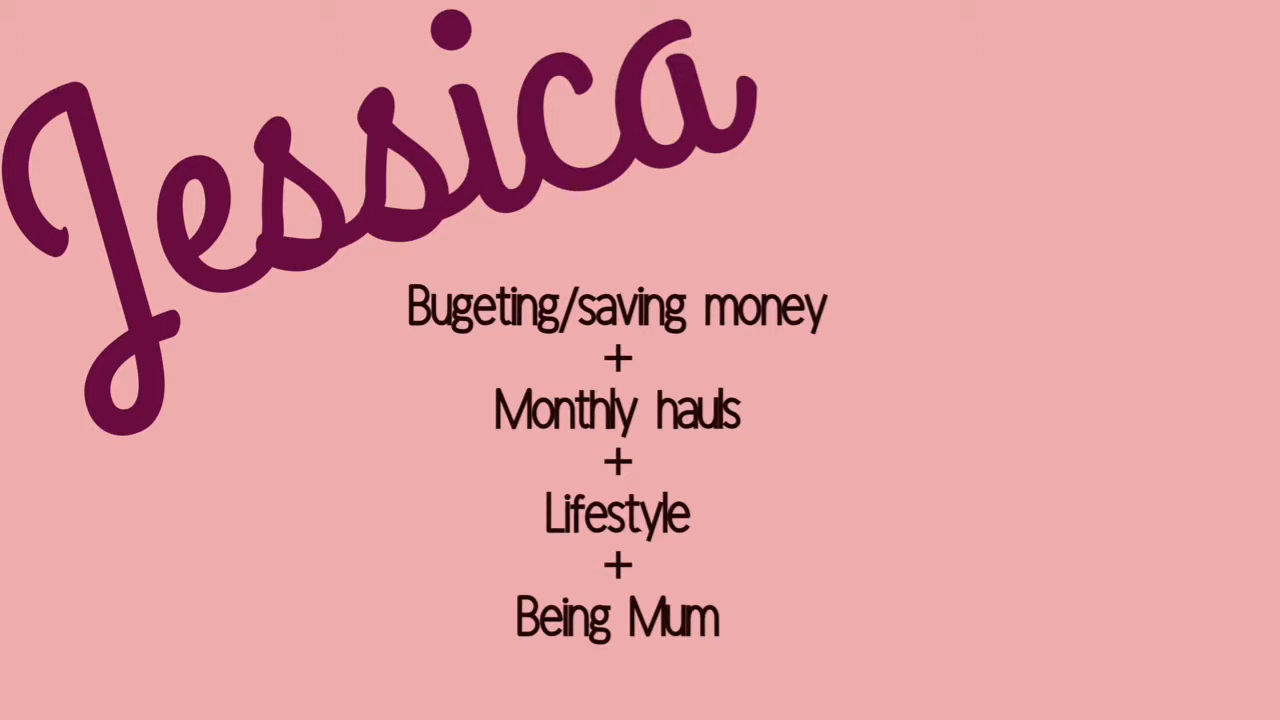 Jessica
Bugeting/saving money
+
Monthly hauls
+
Lifestyle
+
Being Mum